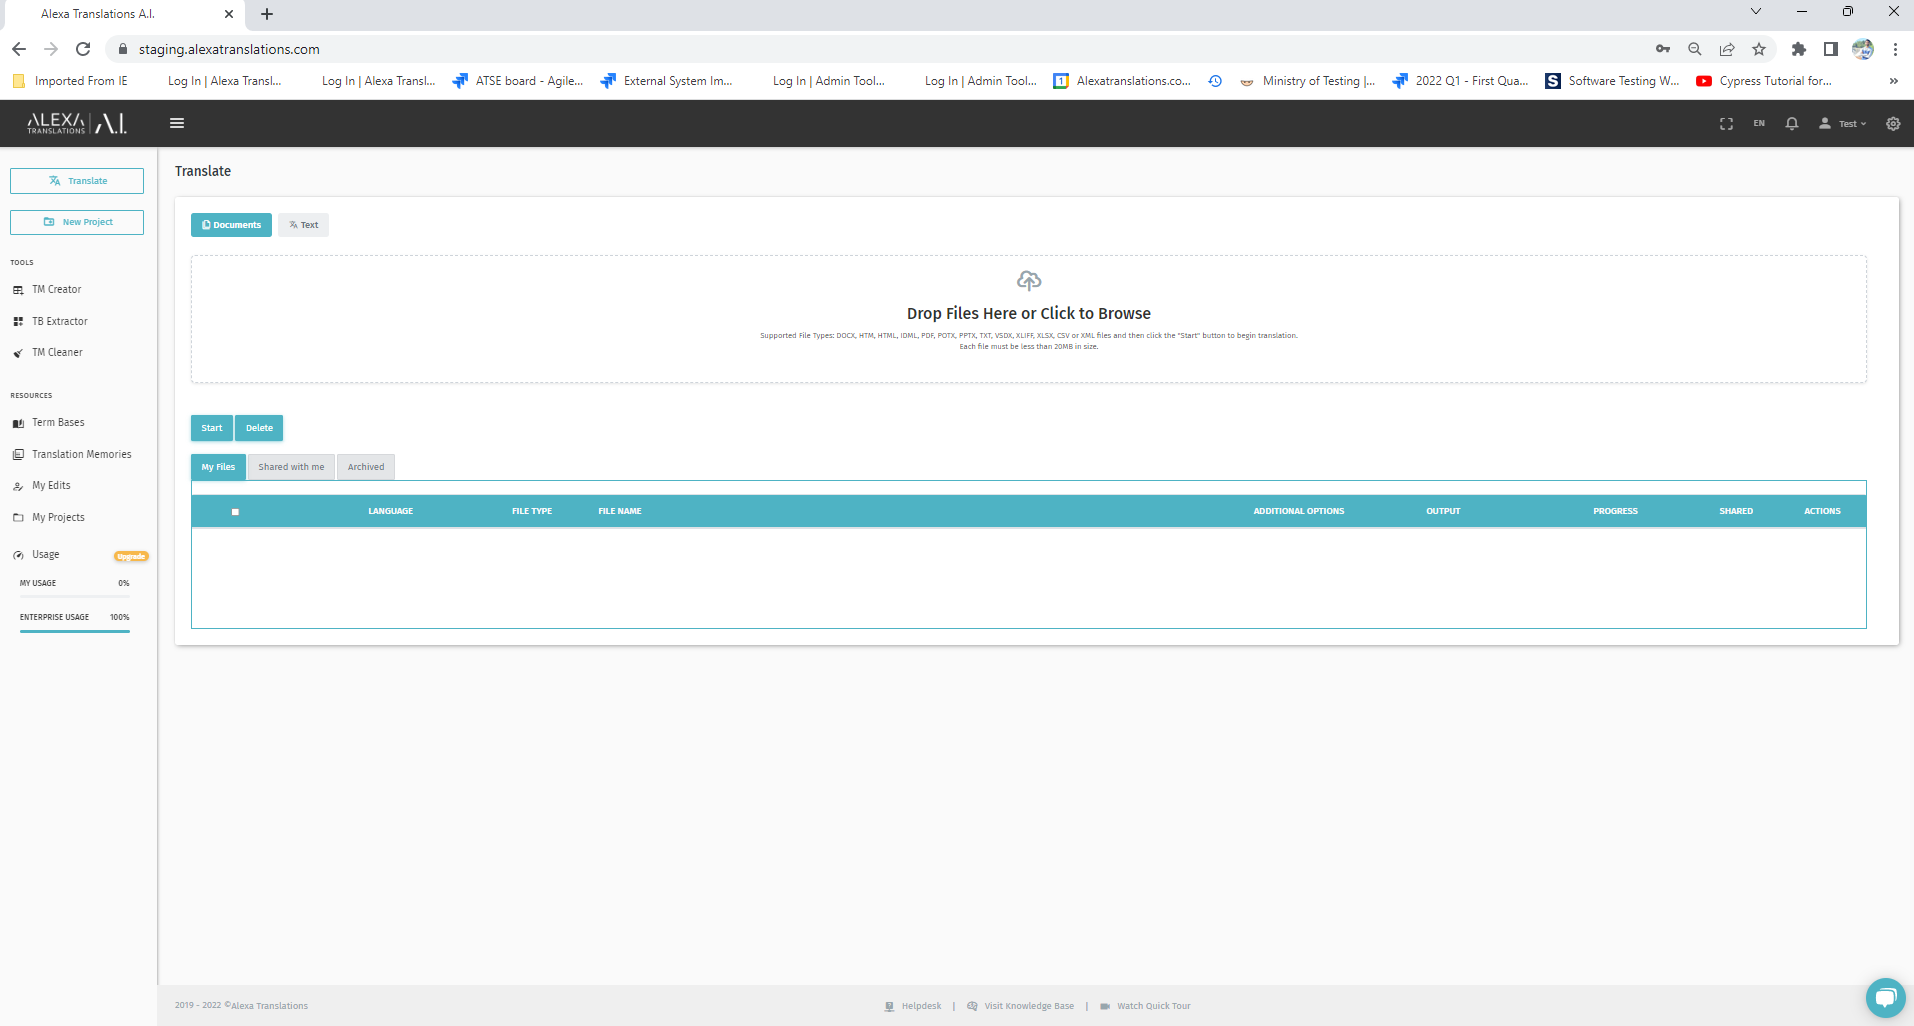 Alexa Translations A.I.
staging.alexatranslations.com
Imported From IE
Log In | Alexa Transl...
Log In | Alexa Transl...
ATSE board - Agile...
External System Im...
Log In | Admin Tool...
Log In | Admin Tool...
1
Alexatranslations.co...
Ministry of Testing |...
2022 Q1 - First Qua...
S
Software Testing W...
Cypress Tutorial for...
»
ALEXA TRANSLATIONS | A.I.
EN
Test
Translate
New Project
TOOLS
TM Creator
TB Extractor
TM Cleaner
RESOURCES
Term Bases
Translation Memories
My Edits
My Projects
Usage
Upgrade
MY USAGE 0%
ENTERPRISE USAGE 100%
Translate
Documents
Text
Drop Files Here or Click to Browse
Supported File Types: DOCX, HTM, HTML, IDML, PDF, POTX, PPTX, TXT, VSDX, XLIFF, XLSX, CSV or XML files and then click the "Start" button to begin translation.
Each file must be less than 20MB in size.
Start
Delete
My Files
Shared with me
Archived
LANGUAGE FILE TYPE FILE NAME ADDITIONAL OPTIONS OUTPUT PROGRESS SHARED ACTIONS
2019 - 2022 ©Alexa Translations
Helpdesk | Visit Knowledge Base | Watch Quick Tour